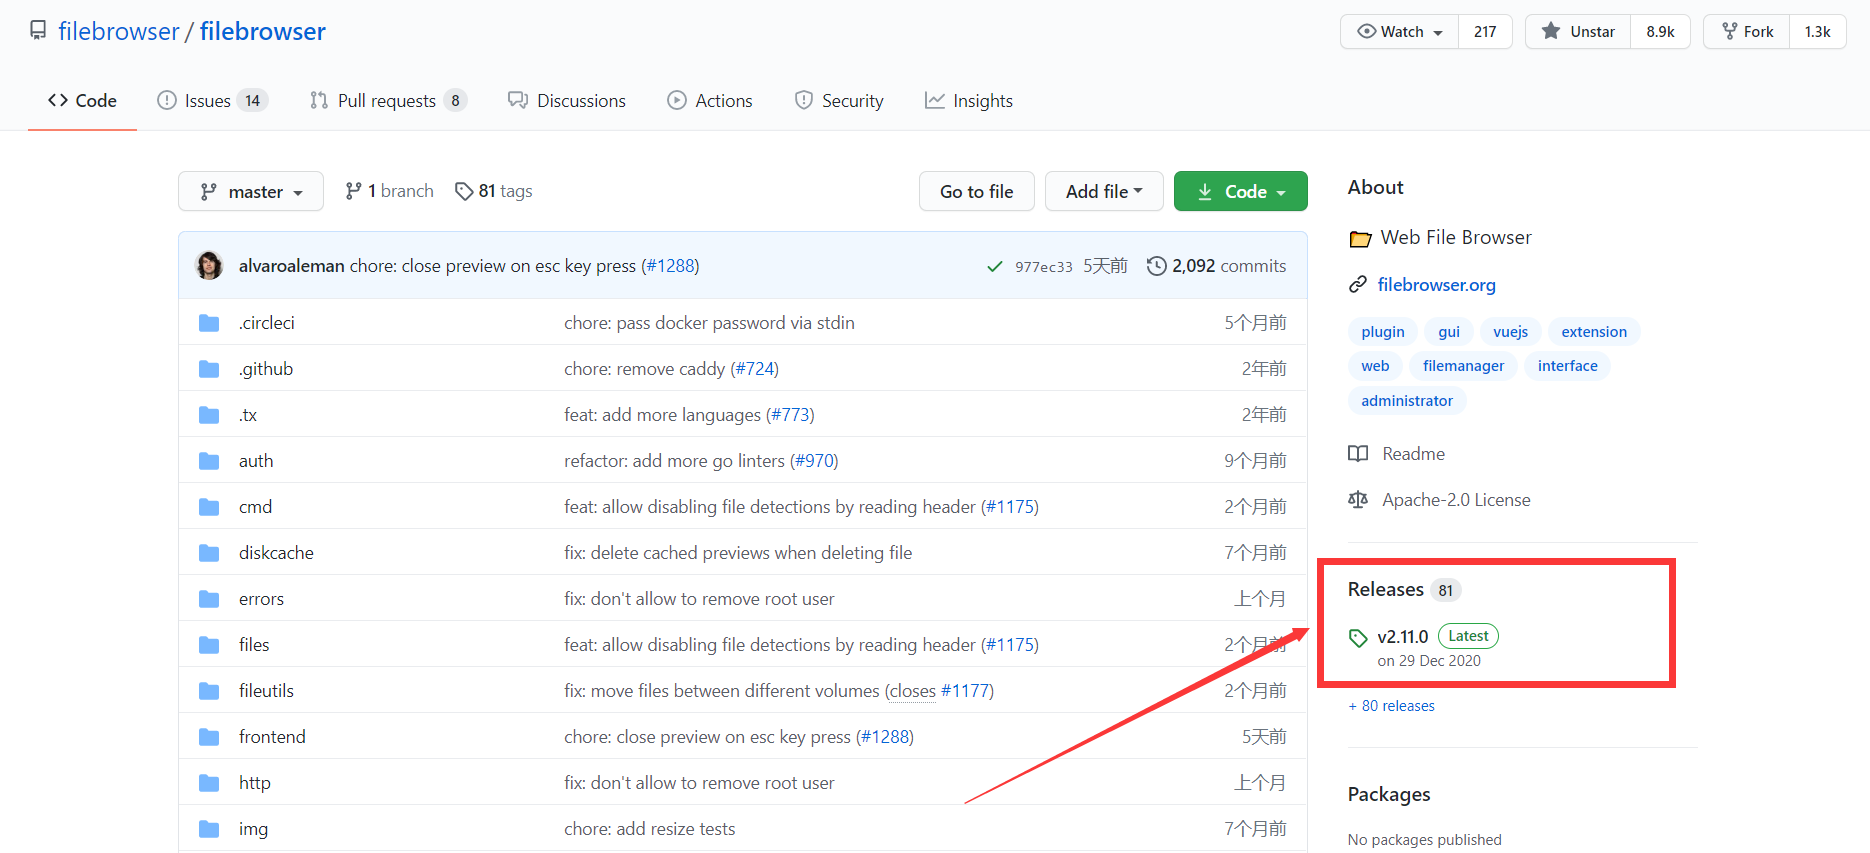 filebrowser / filebrowser
Watch 217 Unstar 8.9k Fork 1.3k
Code Issues 14 Pull requests 8 Discussions Actions Security Insights
master 1 branch 81 tags Go to file Add file Code
alvaroaleman chore: close preview on esc key press (#1288) 977ec33 5天前 2,092 commits
.circleci chore: pass docker password via stdin 5个月前
.github chore: remove caddy (#724) 2年前
.tx feat: add more languages (#773) 2年前
auth refactor: add more go linters (#970) 9个月前
cmd feat: allow disabling file detections by reading header (#1175) 2个月前
diskcache fix: delete cached previews when deleting file 7个月前
errors fix: don't allow to remove root user 上个月
files feat: allow disabling file detections by reading header (#1175) 2个月前
fileutils fix: move files between different volumes (closes #1177) 2个月前
frontend chore: close preview on esc key press (#1288) 5天前
http fix: don't allow to remove root user 上个月
img chore: add resize tests 7个月前
About
Web File Browser
filebrowser.org
plugin gui vuejs extension
web filemanager interface
administrator
Readme
Apache-2.0 License
Releases 81
v2.11.0 Latest
on 29 Dec 2020
+ 80 releases
Packages
No packages published